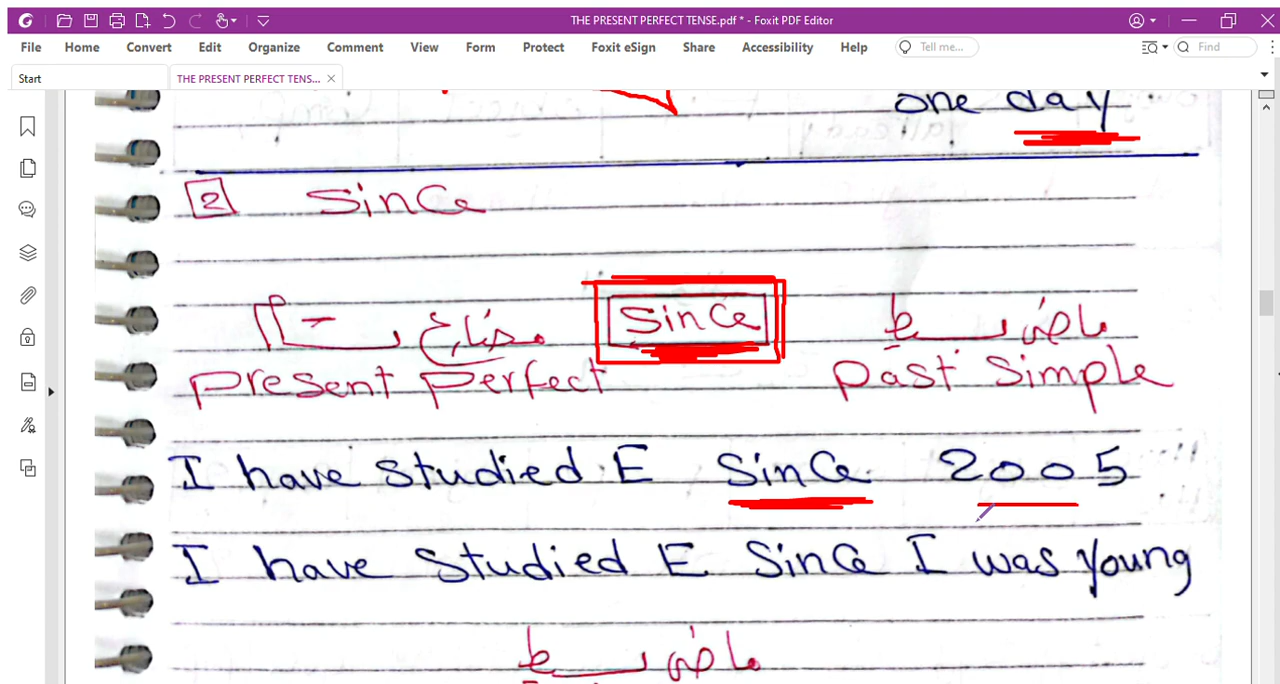 THE PRESENT PERFECT TENSE.pdf * - Foxit PDF Editor
File Home Convert Edit Organize Comment View Form Protect Foxit eSign Share Accessibility Help Tell me... Find
Start THE PRESENT PERFECT TENS...
one day
2 Since
مضارع تام Since ماضي بسيط
Present Perfect Past Simple
I have studied E Since 2005
I have studied E Since I was young
ماضي بسيط